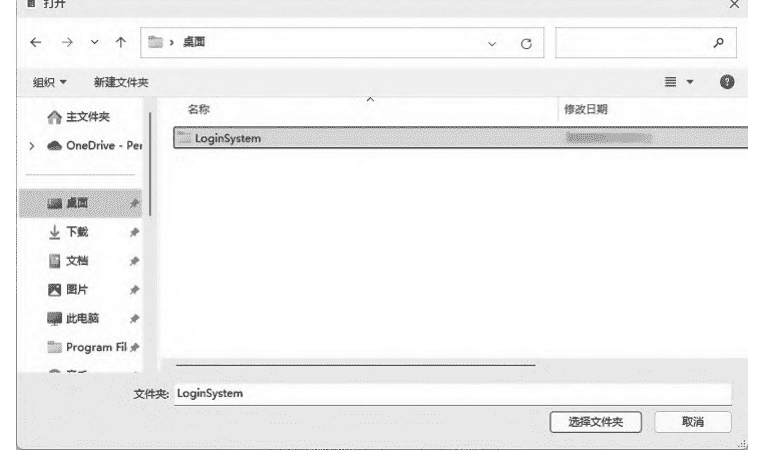 打开
桌面
组织 新建文件夹
名称 修改日期
主文件夹
OneDrive - Per
LoginSystem
桌面
下载
文档
图片
此电脑
Program Fil
文件夹: LoginSystem
选择文件夹 取消